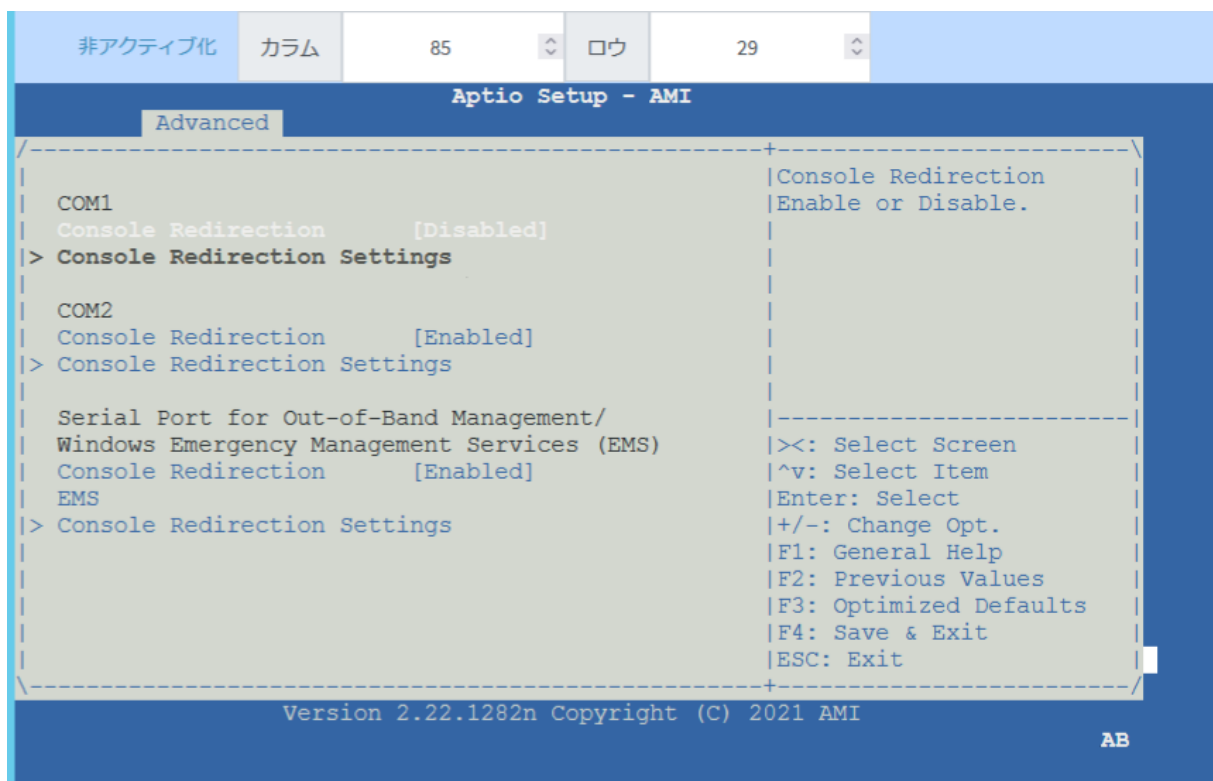 非アクティブ化 カラム 85 ロウ 29
Aptio Setup - AMI
Advanced
/----------------------------------------------------+-------------------------\
|                                                    |Console Redirection      |
|  COM1                                              |Enable or Disable.       |
|  Console Redirection      [Disabled]               |                         |
|> Console Redirection Settings                      |                         |
|                                                    |                         |
|  COM2                                              |                         |
|  Console Redirection      [Enabled]                |                         |
|> Console Redirection Settings                      |                         |
|                                                    |                         |
|  Serial Port for Out-of-Band Management/           |-------------------------|
|  Windows Emergency Management Services (EMS)       |><: Select Screen        |
|  Console Redirection      [Enabled]                |^v: Select Item          |
|  EMS                                               |Enter: Select            |
|> Console Redirection Settings                      |+/-: Change Opt.         |
|                                                    |F1: General Help         |
|                                                    |F2: Previous Values      |
|                                                    |F3: Optimized Defaults   |
|                                                    |F4: Save & Exit          |
|                                                    |ESC: Exit                |
\----------------------------------------------------+-------------------------/
Version 2.22.1282n Copyright (C) 2021 AMI
AB